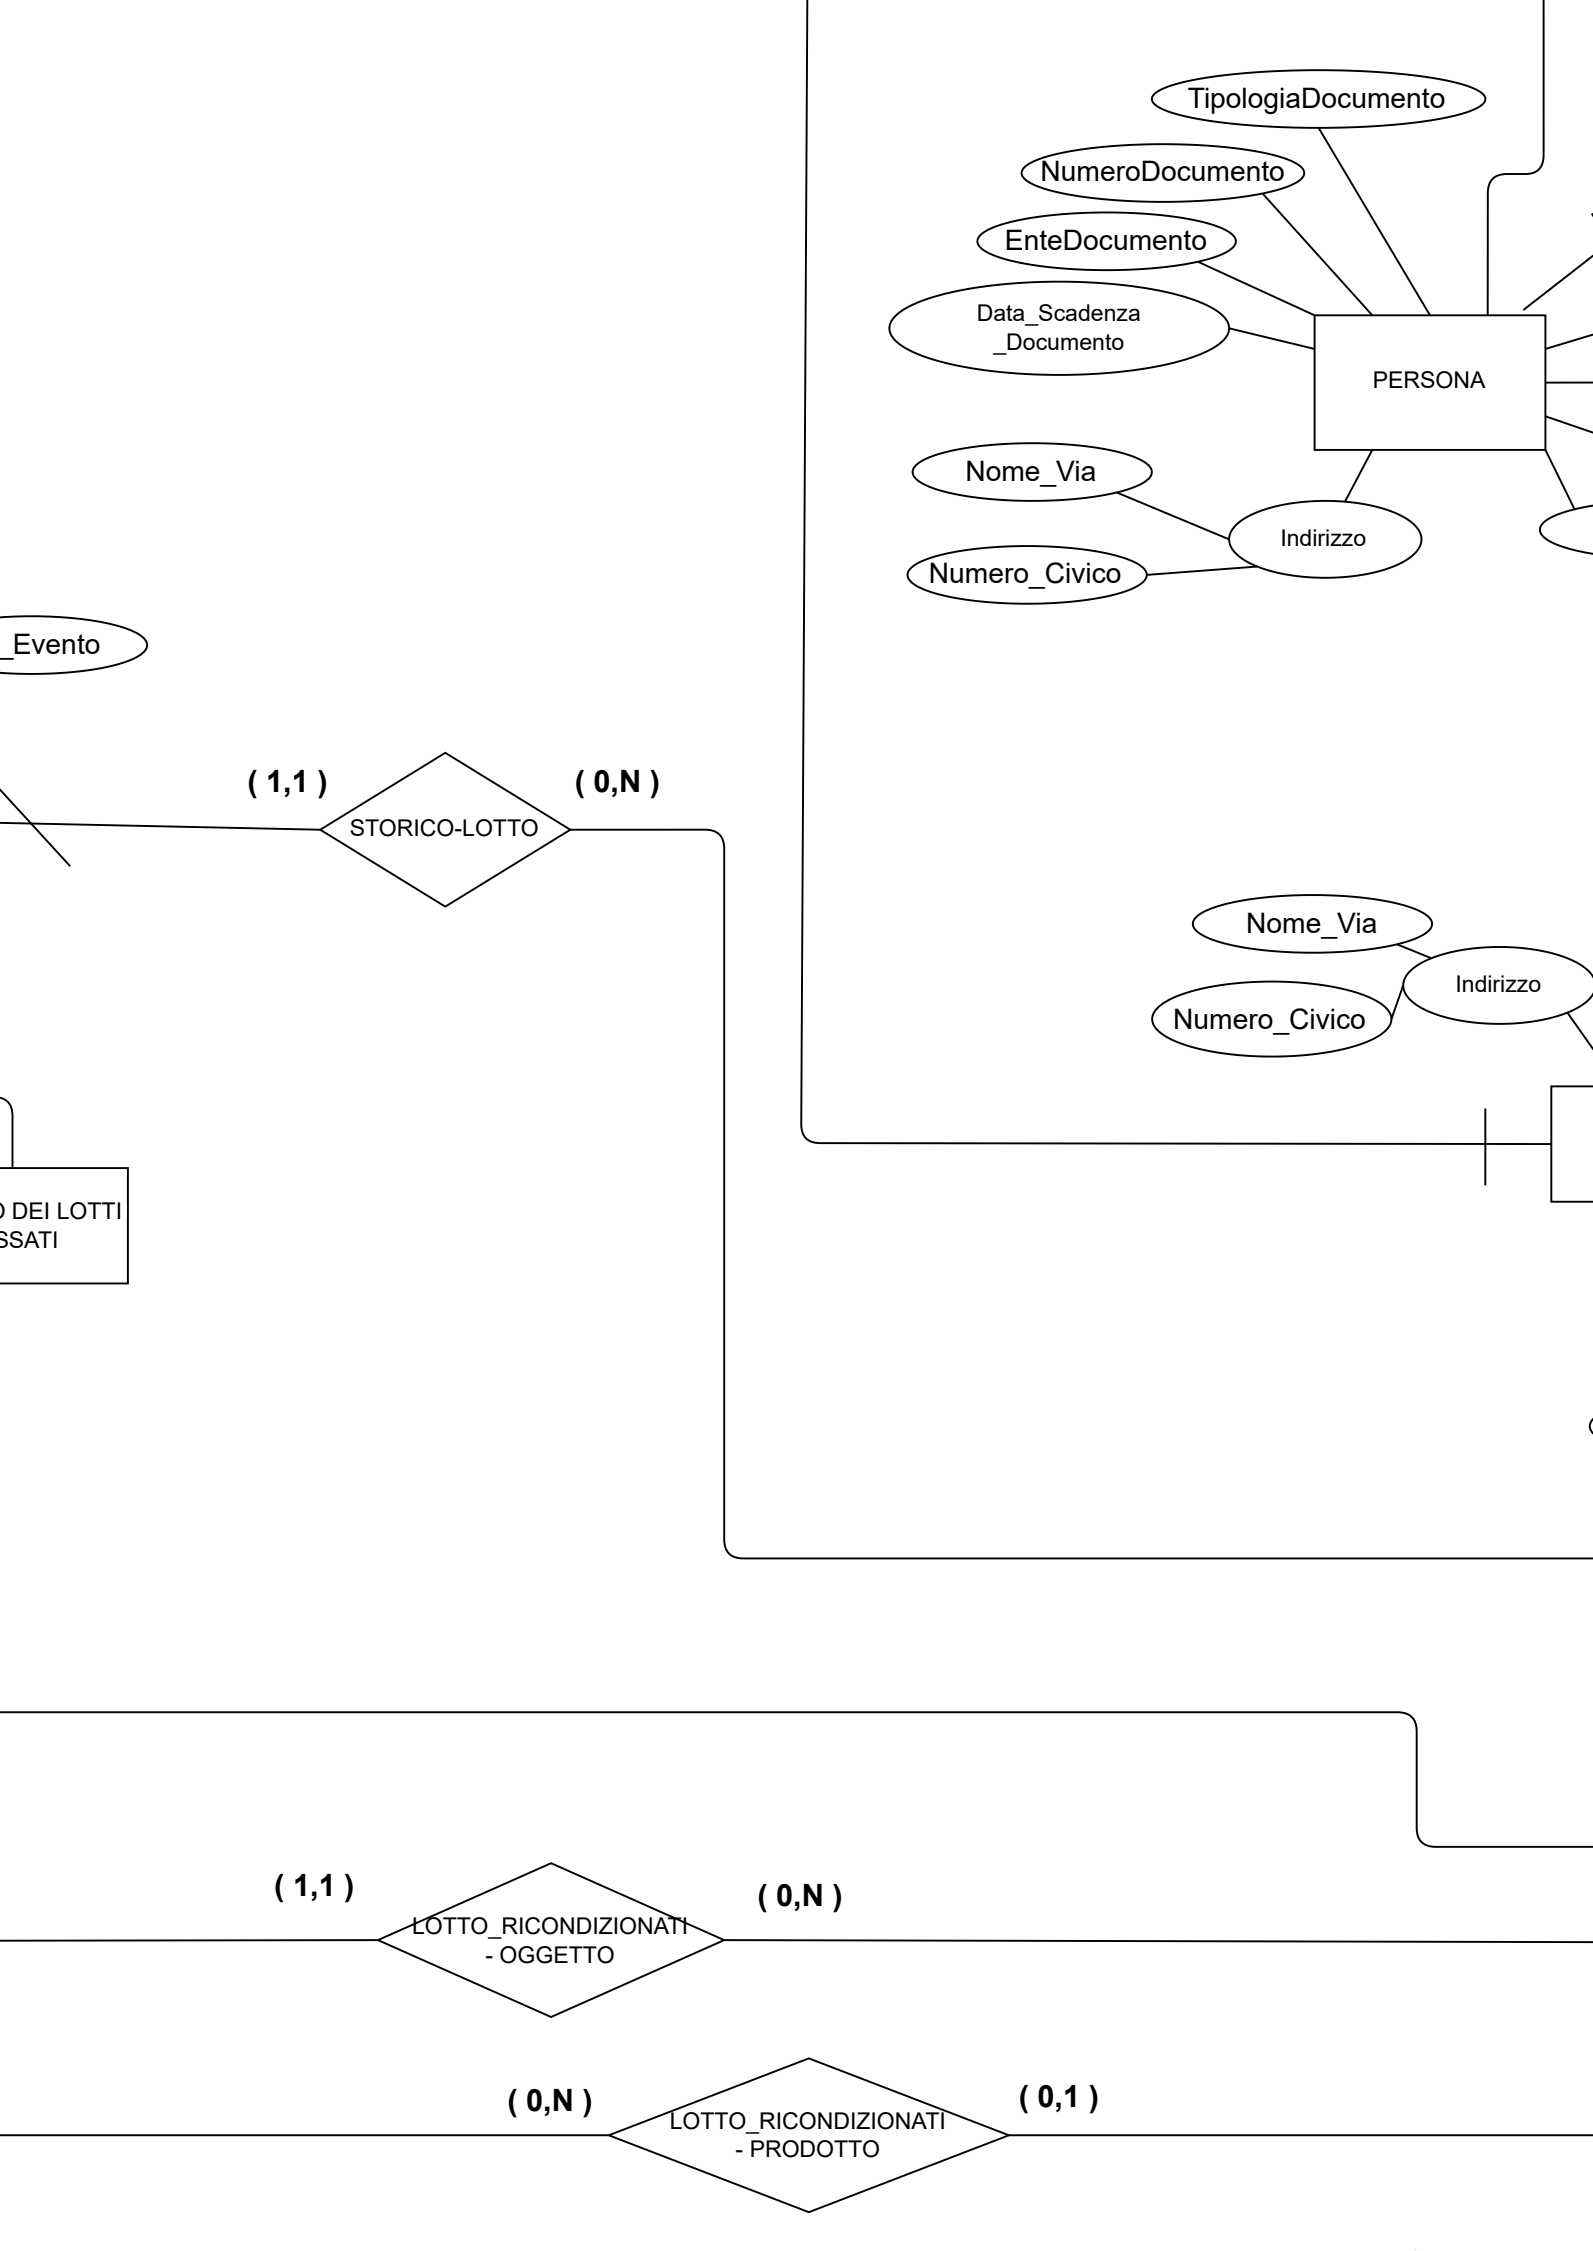 TipologiaDocumento
NumeroDocumento
EnteDocumento
Data_Scadenza
_Documento
PERSONA
Nome_Via
Indirizzo
Numero_Civico
_Evento
( 1,1 )
( 0,N )
STORICO-LOTTO
Nome_Via
Indirizzo
Numero_Civico
DEI LOTTI
SSATI
( 1,1 )
( 0,N )
LOTTO_RICONDIZIONATI
- OGGETTO
( 0,N )
( 0,1 )
LOTTO_RICONDIZIONATI
- PRODOTTO